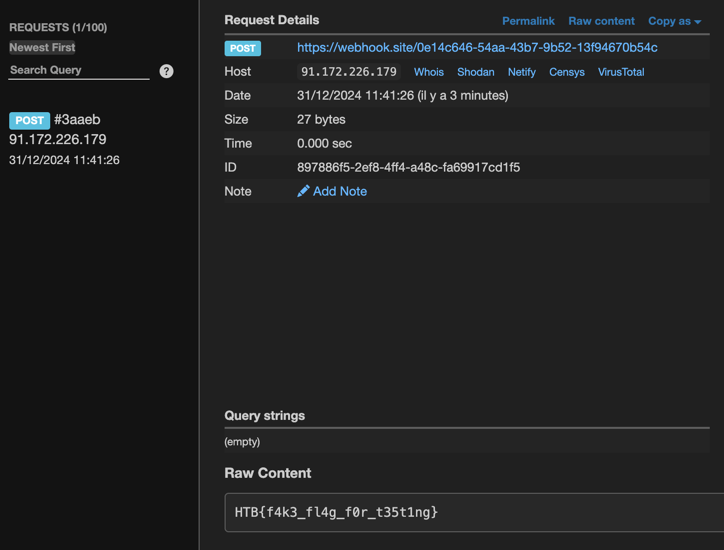 REQUESTS (1/100)
Newest First
Search Query ?
POST #3aaeb
91.172.226.179
31/12/2024 11:41:26
Request Details Permalink Raw content Copy as
POST https://webhook.site/0e14c646-54aa-43b7-9b52-13f94670b54c
Host 91.172.226.179 Whois Shodan Netify Censys VirusTotal
Date 31/12/2024 11:41:26 (il y a 3 minutes)
Size 27 bytes
Time 0.000 sec
ID 897886f5-2ef8-4ff4-a48c-fa69917cd1f5
Note Add Note
Query strings
(empty)
Raw Content
HTB{f4k3_fl4g_f0r_t35t1ng}